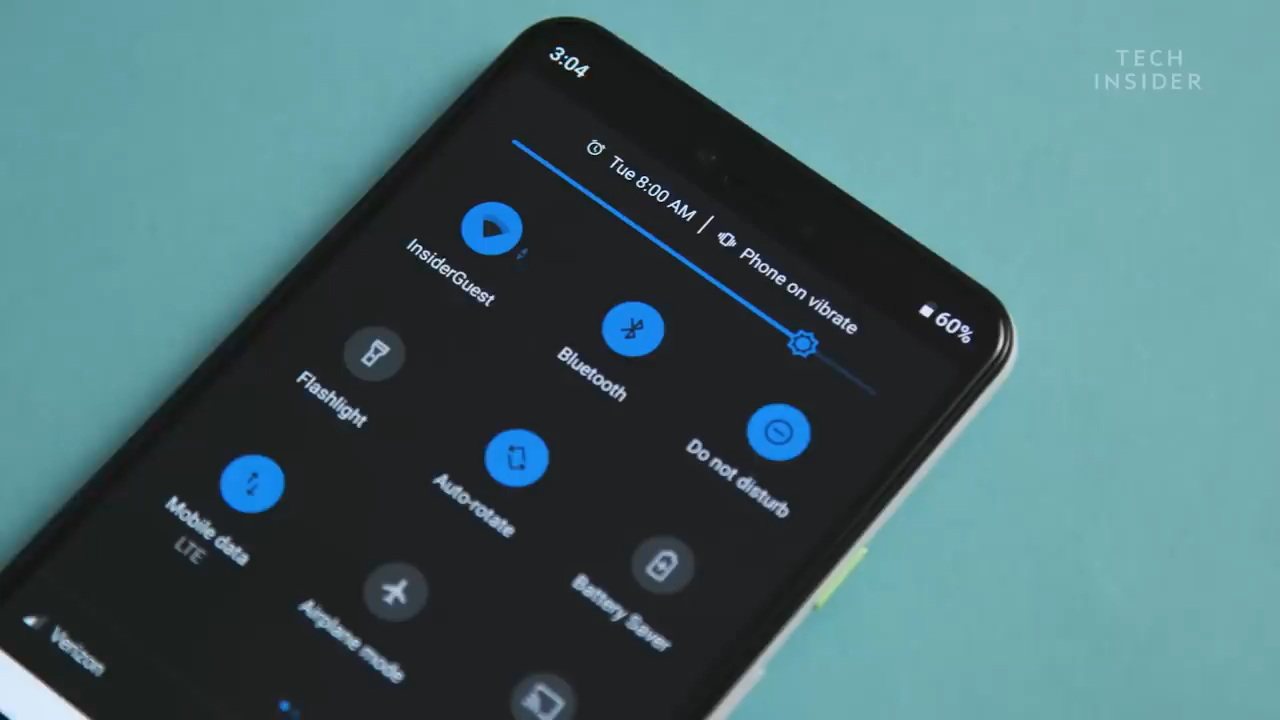 TECH
INSIDER
3:04
Tue 8:00 AM | Phone on vibrate
60%
InsiderGuest
Bluetooth
Do not disturb
Flashlight
Auto-rotate
Battery Saver
Mobile data
LTE
Airplane mode
Verizon